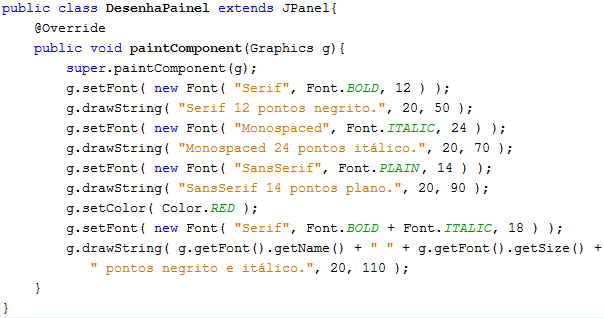 public class DesenhaPainel extends JPanel{
@Override
public void paintComponent(Graphics g){
super.paintComponent(g);
g.setFont( new Font( "Serif", Font.BOLD, 12 ) );
g.drawString( "Serif 12 pontos negrito.", 20, 50 );
g.setFont( new Font( "Monospaced", Font.ITALIC, 24 ) );
g.drawString( "Monospaced 24 pontos itálico.", 20, 70 );
g.setFont( new Font( "SansSerif", Font.PLAIN, 14 ) );
g.drawString( "SansSerif 14 pontos plano.", 20, 90 );
g.setColor( Color.RED );
g.setFont( new Font( "Serif", Font.BOLD + Font.ITALIC, 18 ) );
g.drawString( g.getFont().getName() + " " + g.getFont().getSize() +
" pontos negrito e itálico.", 20, 110 );
}
}